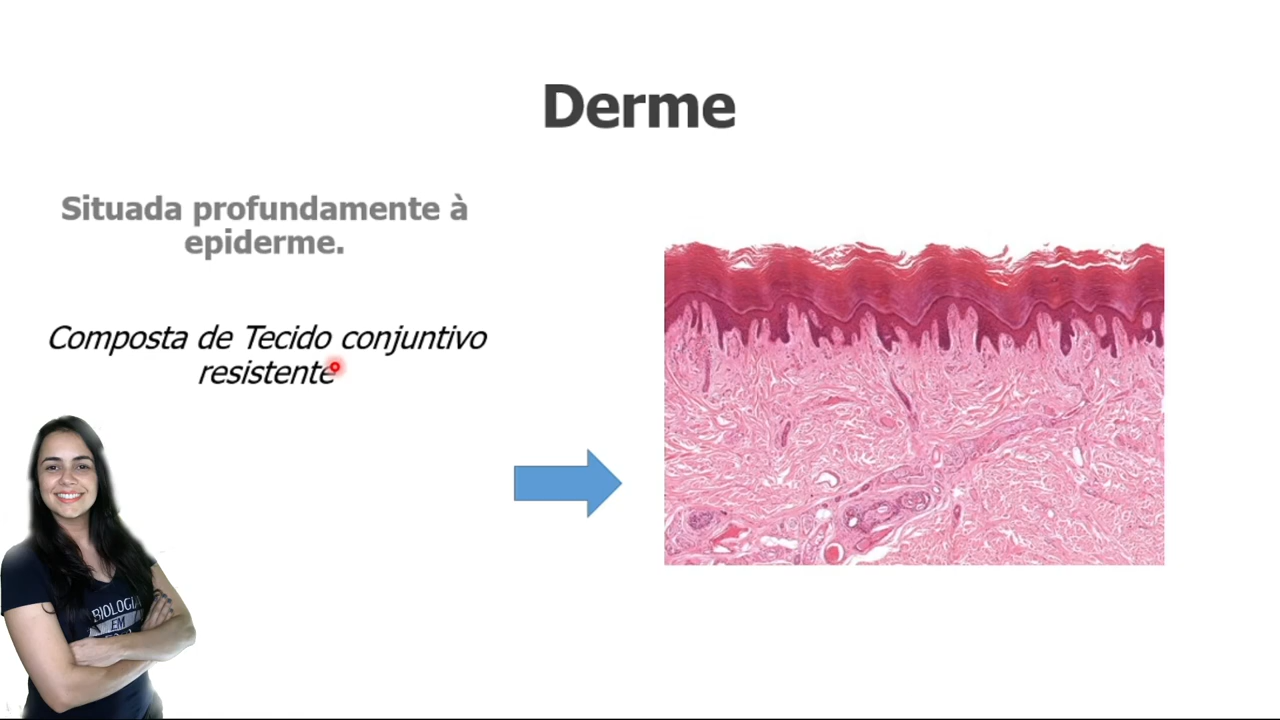 Derme
Situada profundamente à
epiderme.
Composta de Tecido conjuntivo
resistente
BIOLOGIA
EM